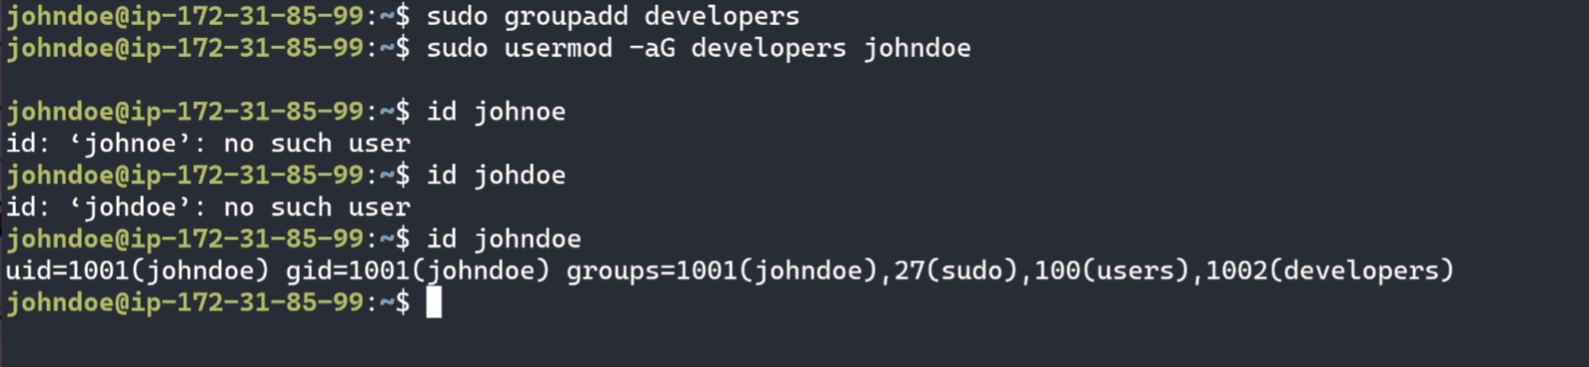 johndoe@ip-172-31-85-99:~$ sudo groupadd developers
johndoe@ip-172-31-85-99:~$ sudo usermod -aG developers johndoe
johndoe@ip-172-31-85-99:~$ id johnoe
id: ‘johnoe’: no such user
johndoe@ip-172-31-85-99:~$ id johdoe
id: ‘johdoe’: no such user
johndoe@ip-172-31-85-99:~$ id johndoe
uid=1001(johndoe) gid=1001(johndoe) groups=1001(johndoe),27(sudo),100(users),1002(developers)
johndoe@ip-172-31-85-99:~$